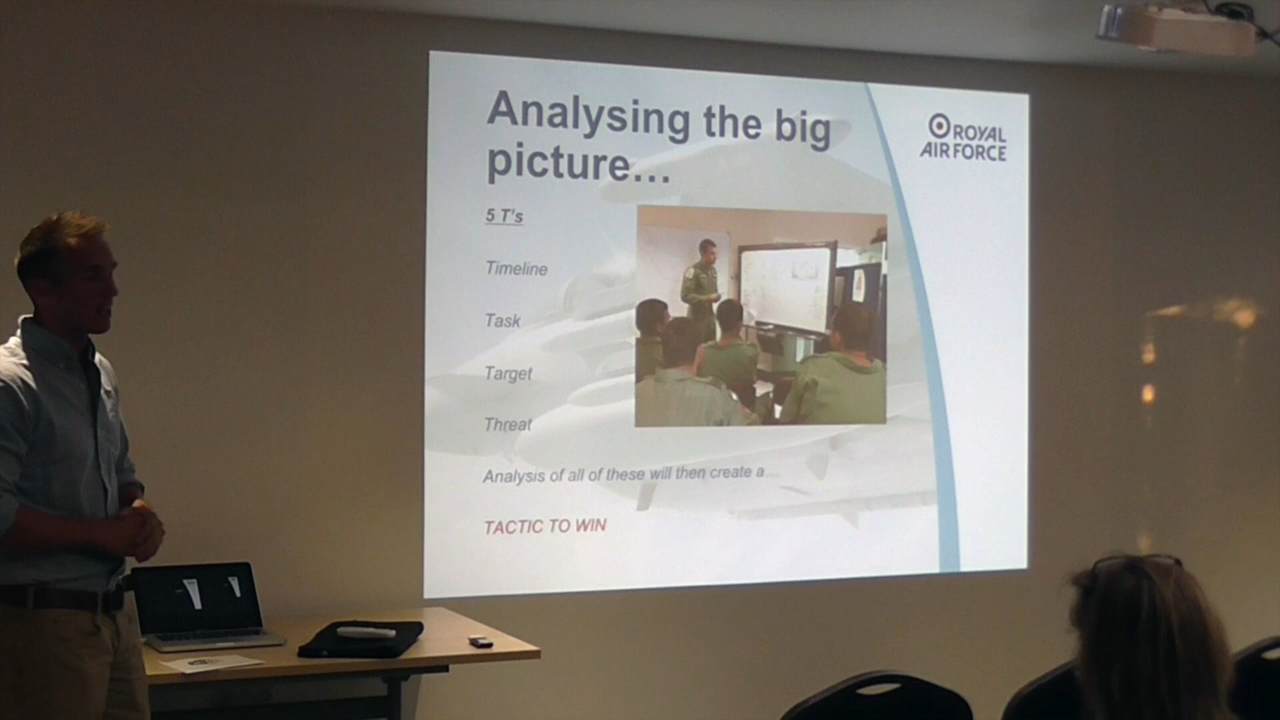 Analysing the big
picture...
ROYAL
AIR FORCE
5 T's
Timeline
Task
Target
Threat
Analysis of all of these will then create a...
TACTIC TO WIN